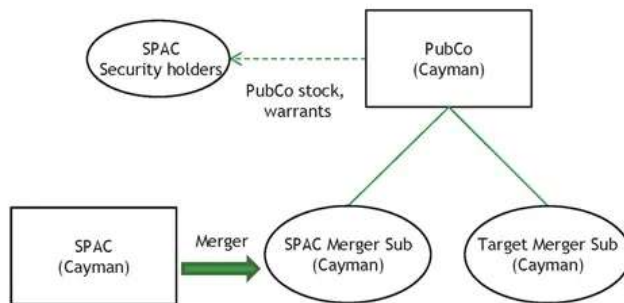 SPAC
Security holders
PubCo
(Cayman)
PubCo stock,
warrants
SPAC
(Cayman)
Merger
SPAC Merger Sub
(Cayman)
Target Merger Sub
(Cayman)